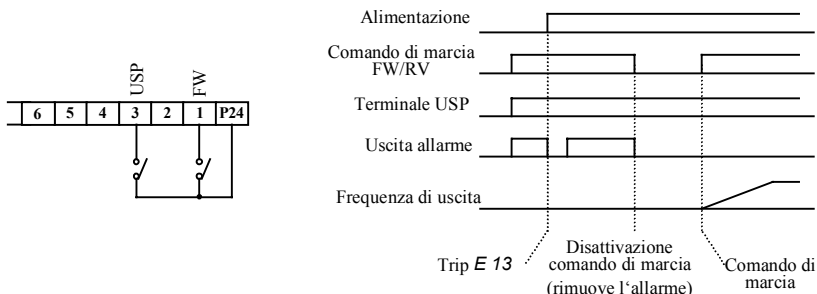 USP
FW
6 5 4 3 2 1 P24
Alimentazione
Comando di marcia
FW/RV
Terminale USP
Uscita allarme
Frequenza di uscita
Trip E 13
Disattivazione
comando di marcia
(rimuove l‘allarme)
Comando di
marcia